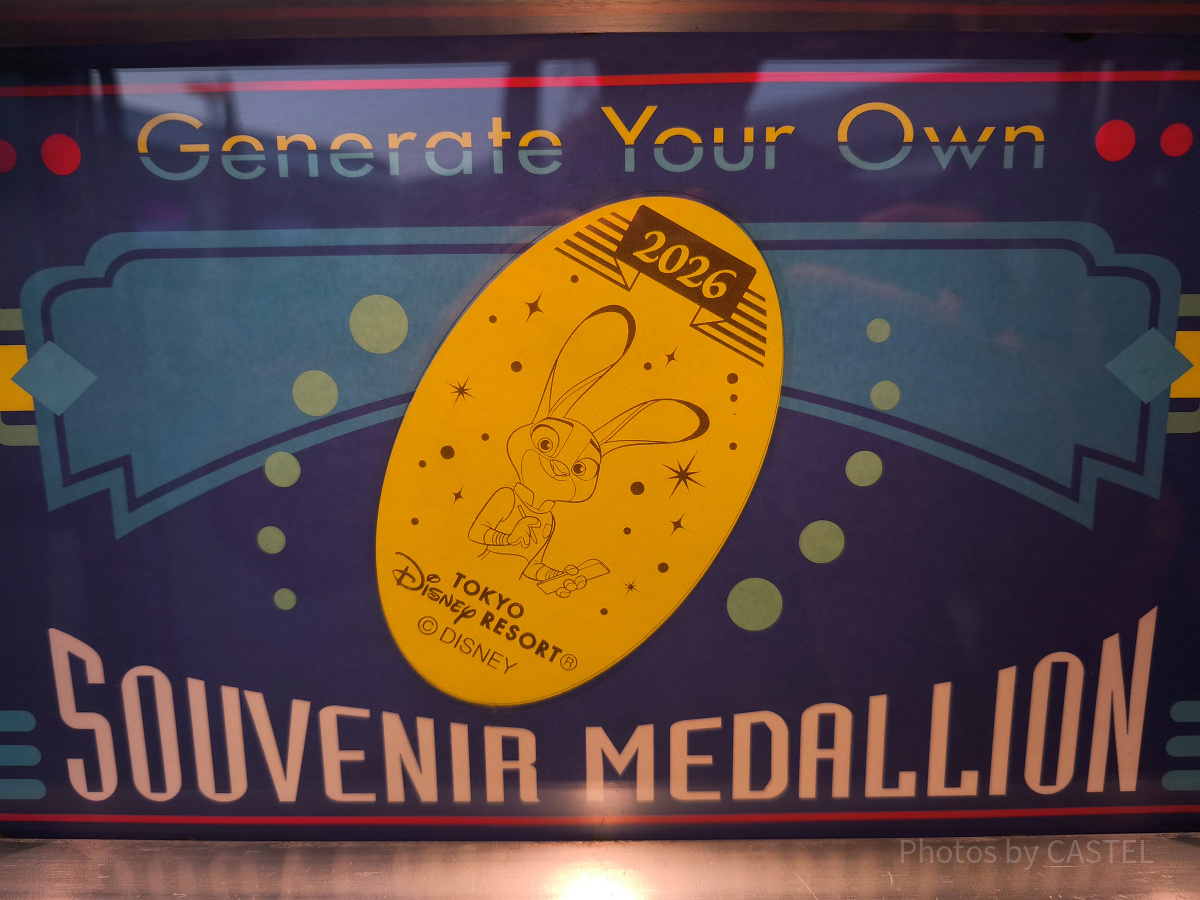 Generate Your Own
2026
TOKYO
Disney RESORT®
© DISNEY
SOUVENIR MEDALLION
Photos by CASTEL